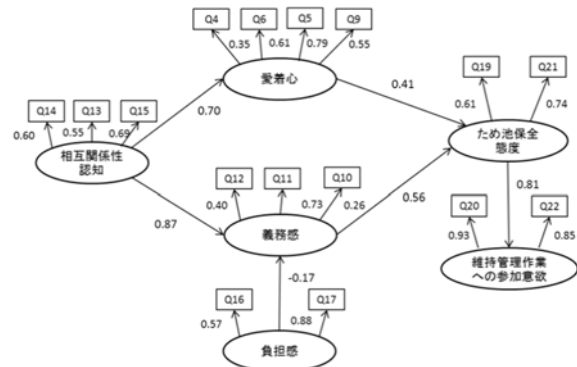 Q4
Q6
Q5
Q9
0.35
0.61
0.79
0.55
愛着心
Q14
Q13
Q15
0.60
0.55
0.69
相互関係性
認知
0.70
0.41
Q19
Q21
0.61
0.74
ため池保全
態度
0.87
Q12
Q11
Q10
0.40
0.73
0.26
義務感
0.56
0.81
Q20
Q22
0.93
0.85
維持管理作業
への参加意欲
-0.17
Q16
Q17
0.57
0.88
負担感